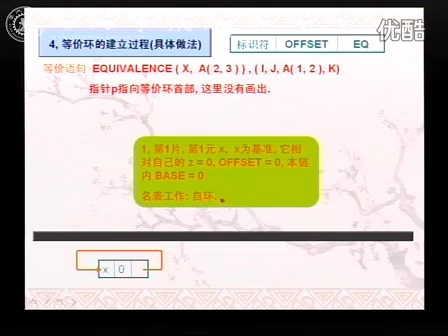 优酷
4, 等价环的建立过程(具体做法)
标识符 OFFSET EQ
等价语句 EQUIVALENCE ( X, A( 2, 3 ) ) , ( I, J, A( 1, 2 ), K)
指针p指向等价环首部, 这里没有画出.
1, 第1片, 第1元 x, x为基准, 它相
对自己的 z = 0, OFFSET = 0, 本链
内 BASE = 0
名表工作: 自环.
x 0